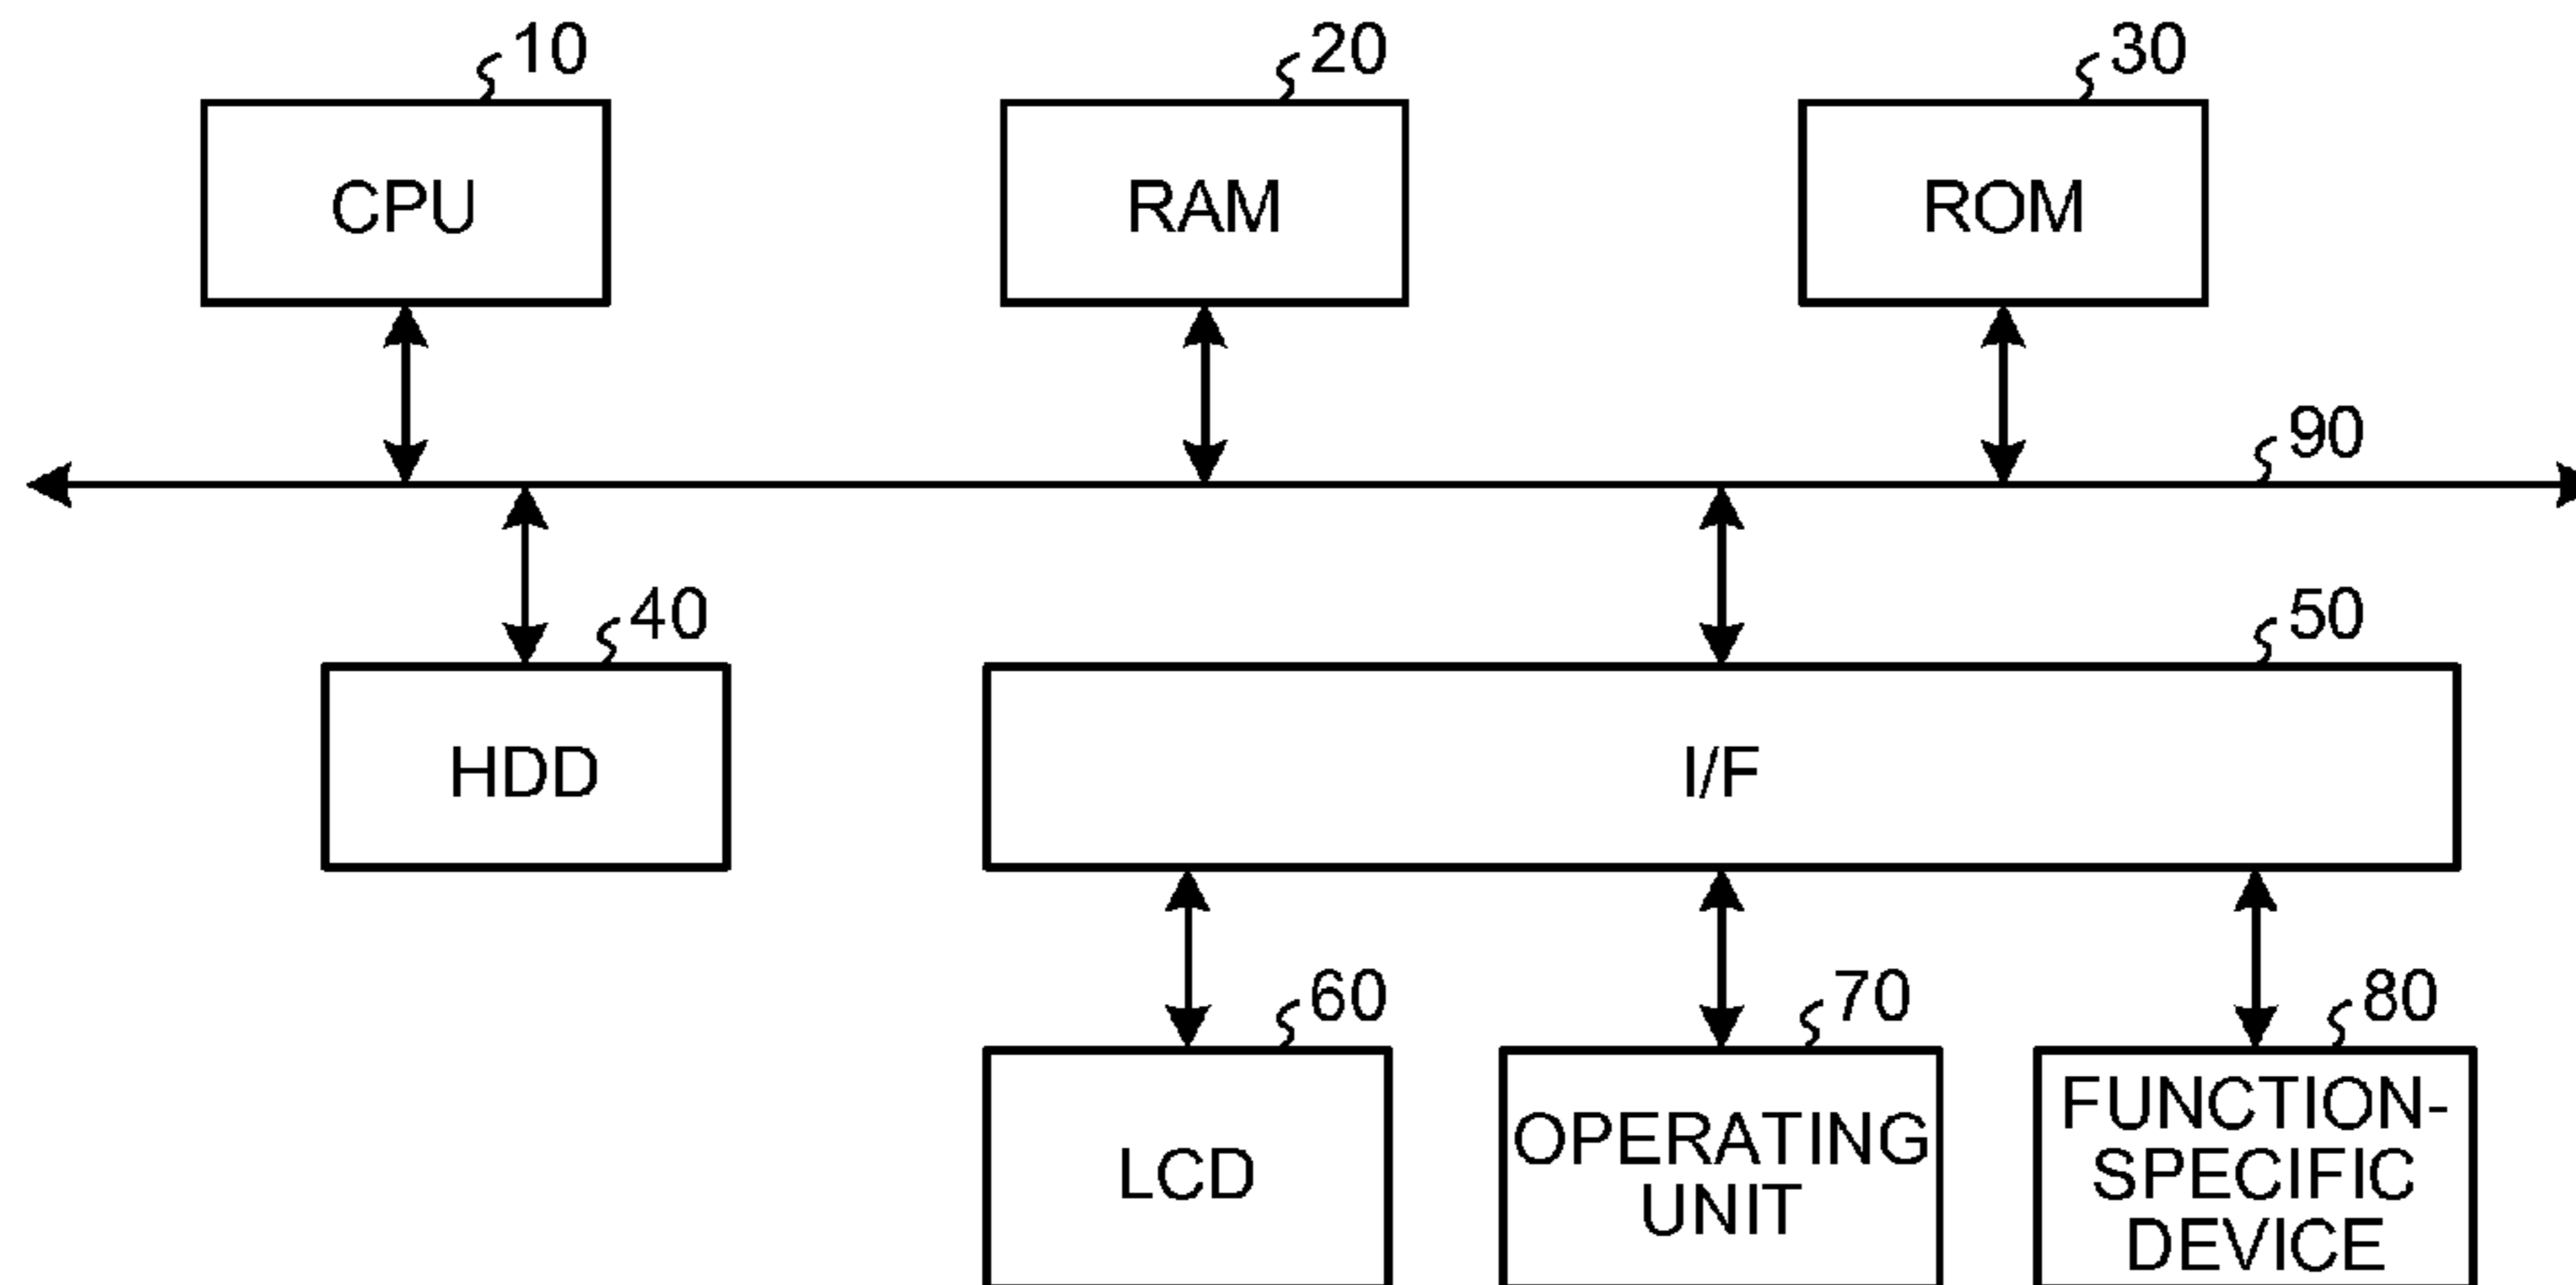 10
20
30
CPU
RAM
ROM
90
40
50
HDD
I/F
60
70
80
LCD
OPERATING
UNIT
FUNCTION-
SPECIFIC
DEVICE